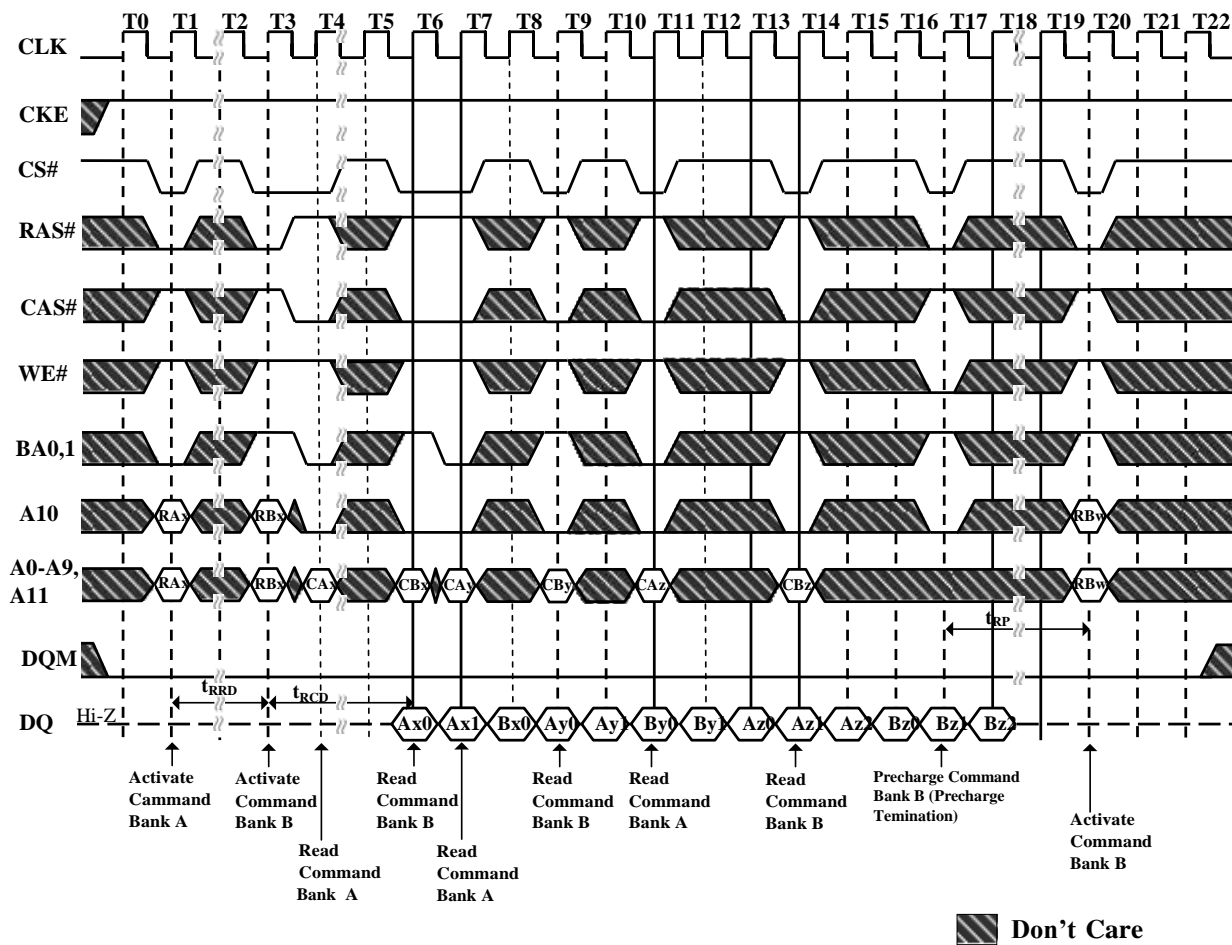 T0 T1 T2 T3 T4 T5 T6 T7 T8 T9 T10 T11 T12 T13 T14 T15 T16 T17 T18 T19 T20 T21 T22
CLK
CKE
CS#
RAS#
CAS#
WE#
BA0,1
A10 RAx RBx RBw
A0-A9,
A11 RAx RBx CAx CBx CAy CBy CAz CBz RBw
tRP
DQM
tRRD tRCD
DQ Hi-Z Ax0 Ax1 Bx0 Ay0 Ay1 By0 By1 Az0 Az1 Az2 Bz0 Bz1 Bz2
Activate
Cammand
Bank A
Activate
Command
Bank B
Read
Command
Bank A
Read
Command
Bank B
Read
Command
Bank A
Read
Command
Bank B
Read
Command
Bank A
Read
Command
Bank B
Precharge Command
Bank B (Precharge
Temination)
Activate
Command
Bank B
Don't Care